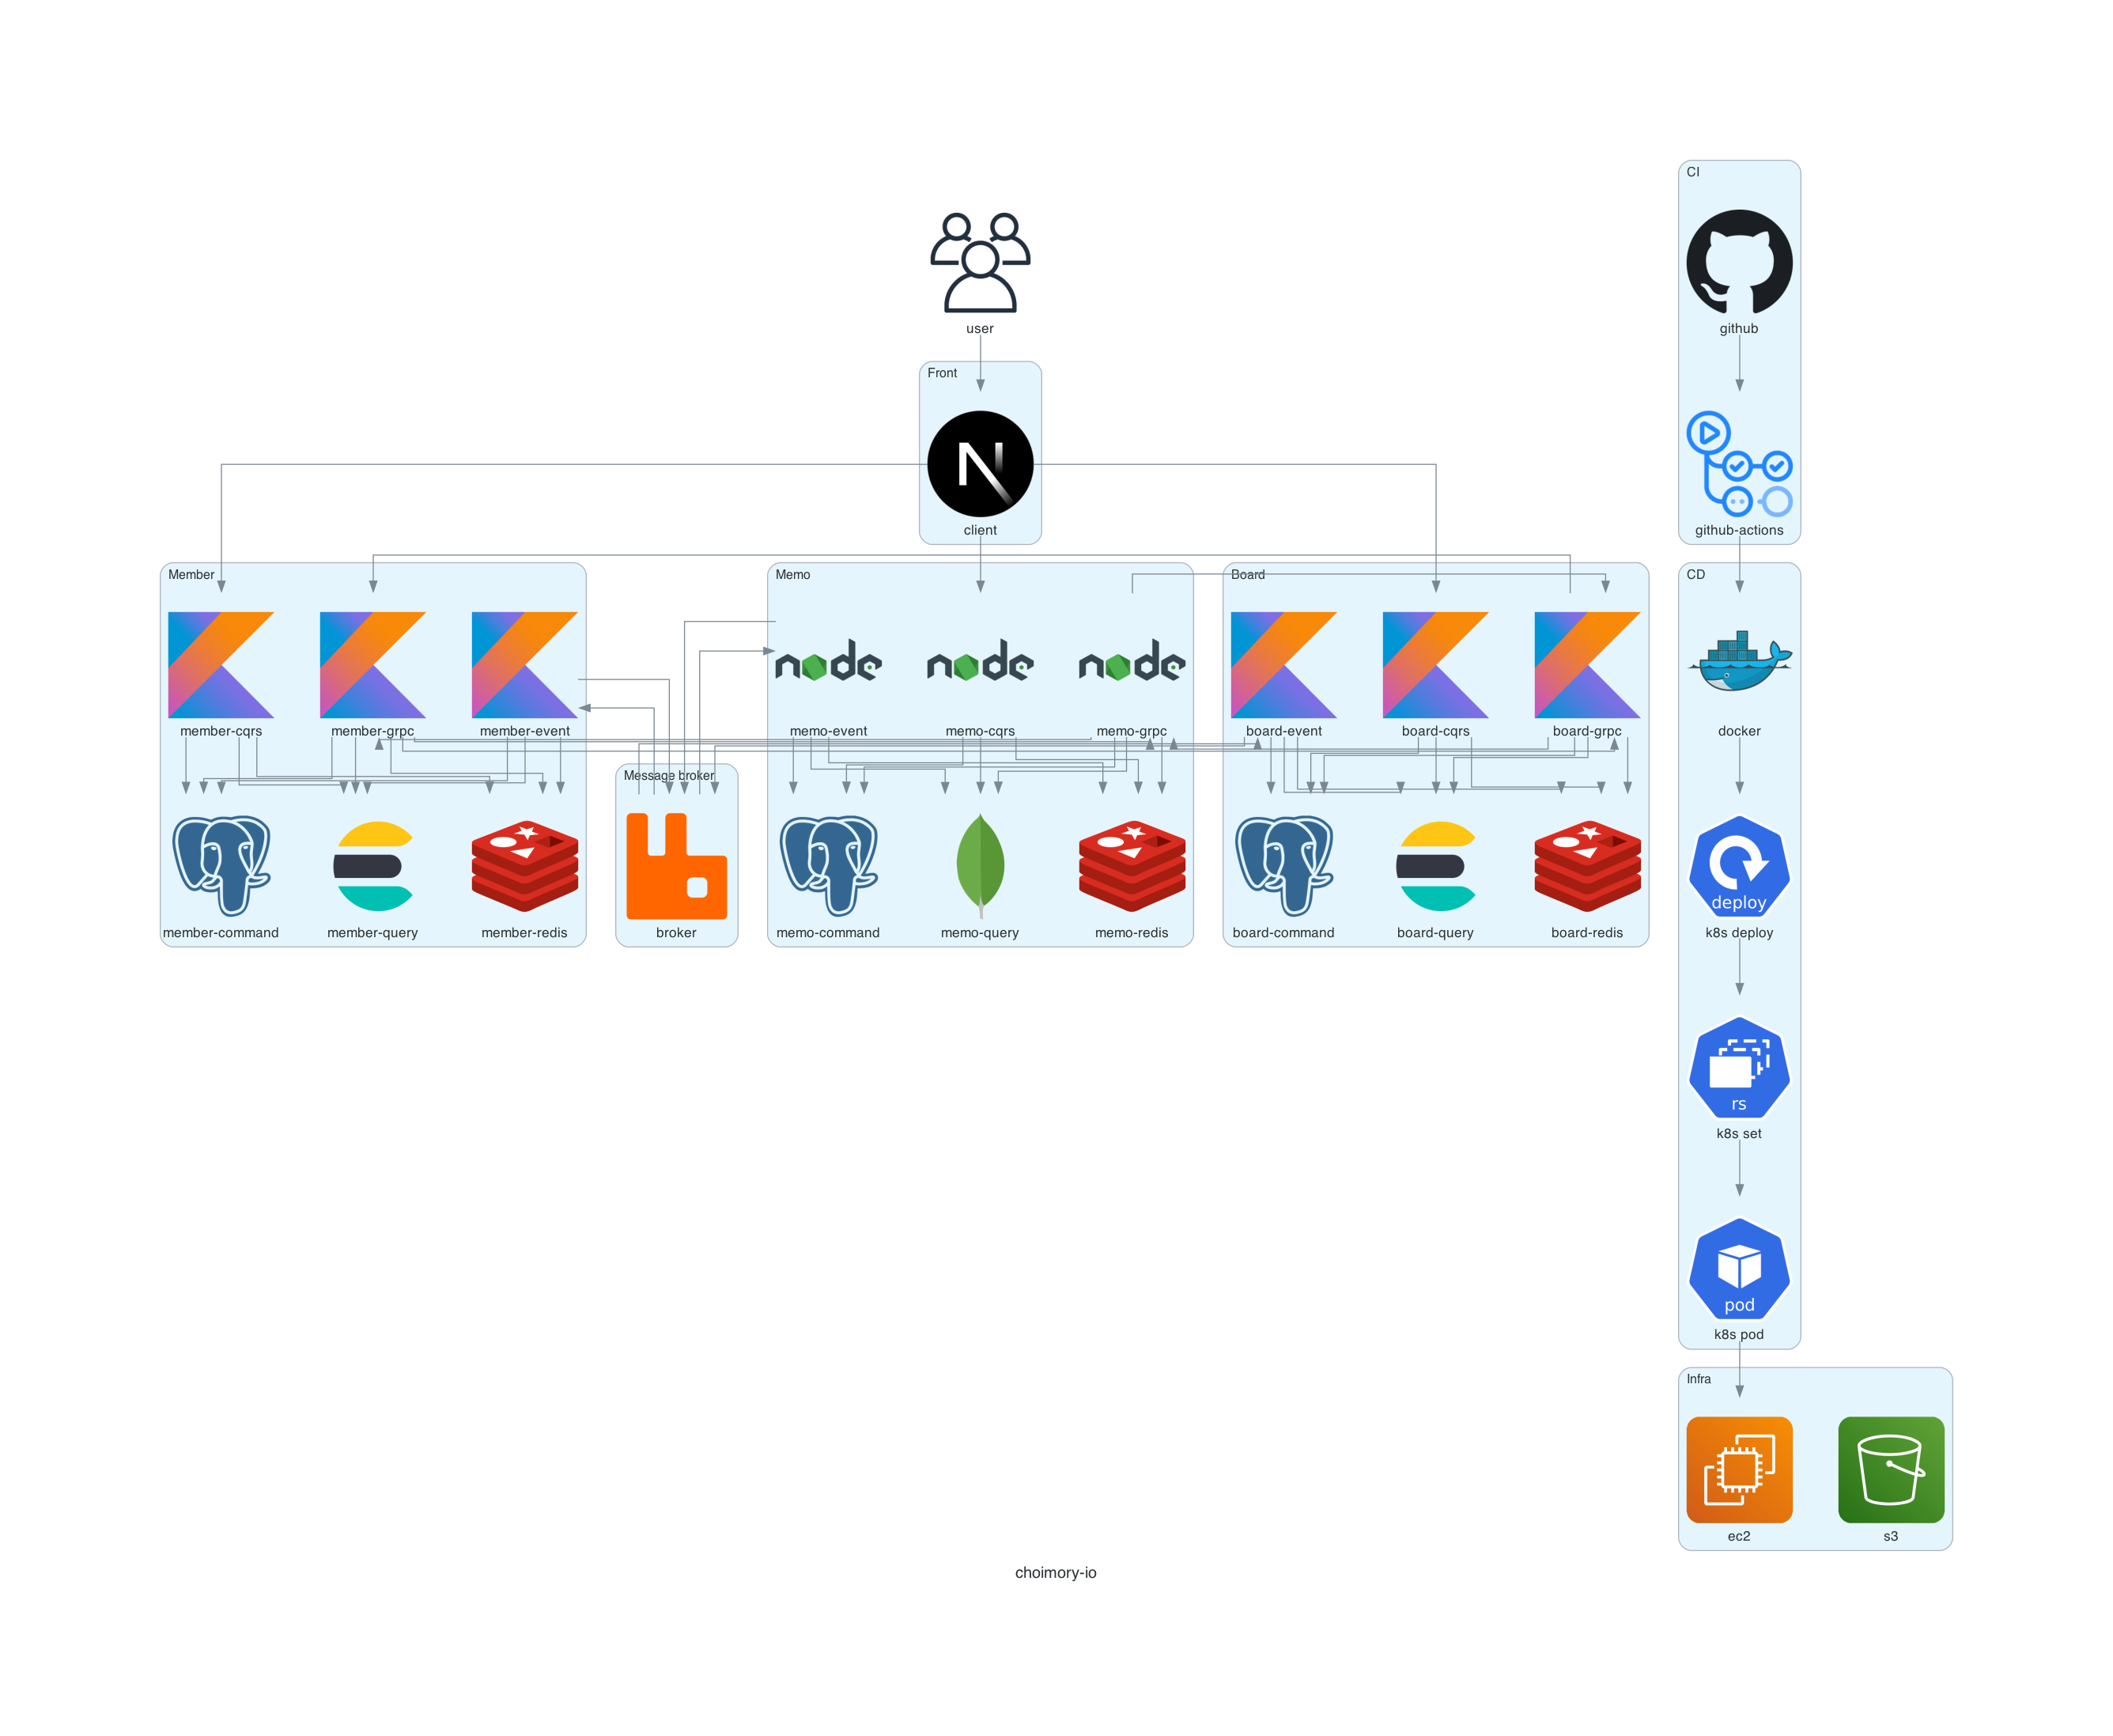 CI
github
user
Front
client
github-actions
Member
Memo
Board
CD
node
node
node
member-cqrs
member-grpc
member-event
memo-event
memo-cqrs
memo-grpc
board-event
board-cqrs
board-grpc
docker
Message broker
deploy
member-command
member-query
member-redis
broker
memo-command
memo-query
memo-redis
board-command
board-query
board-redis
k8s deploy
rs
k8s set
pod
k8s pod
Infra
ec2
s3
choimory-io